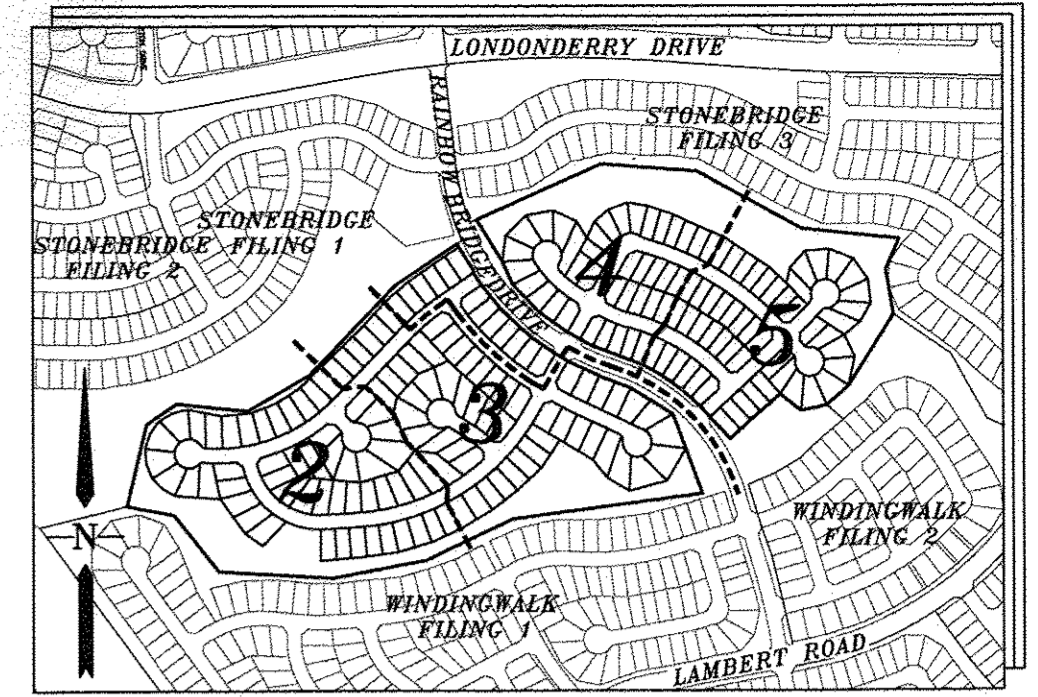 LONDONDERRY DRIVE
RAINBOW BRIDGE DRIVE
STONEBRIDGE
FILING 3
STONEBRIDGE
FILING 1
STONEBRIDGE
FILING 2
4
5
3
2
N
WINDINGWALK
FILING 2
WINDINGWALK
FILING 1
LAMBERT ROAD